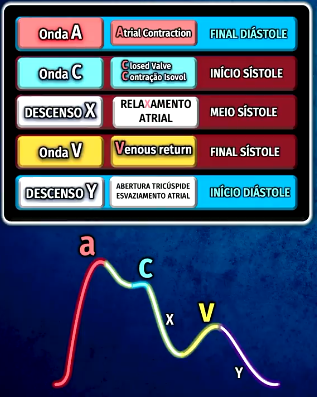 Onda A
Atrial Contraction
FINAL DIÁSTOLE
Onda C
Closed Valve
Contração Isovol
INÍCIO SÍSTOLE
DESCENSO X
RELAXAMENTO
ATRIAL
MEIO SÍSTOLE
Onda V
Venous return
FINAL SÍSTOLE
DESCENSO Y
ABERTURA TRICÚSPIDE
ESVAZIAMENTO ATRIAL
INÍCIO DIÁSTOLE
a
C
X
V
Y